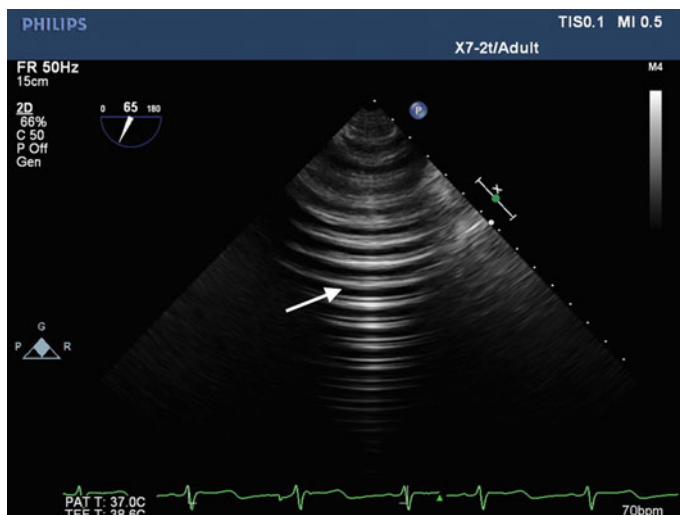 PHILIPS
TIS0.1 MI 0.5
X7-2t/Adult
FR 50Hz
15cm
M4
2D
66%
C 50
P Off
Gen
0 65 180
P
X
G
P R
PAT T: 37.0C
TEE T: 38.6C
70bpm